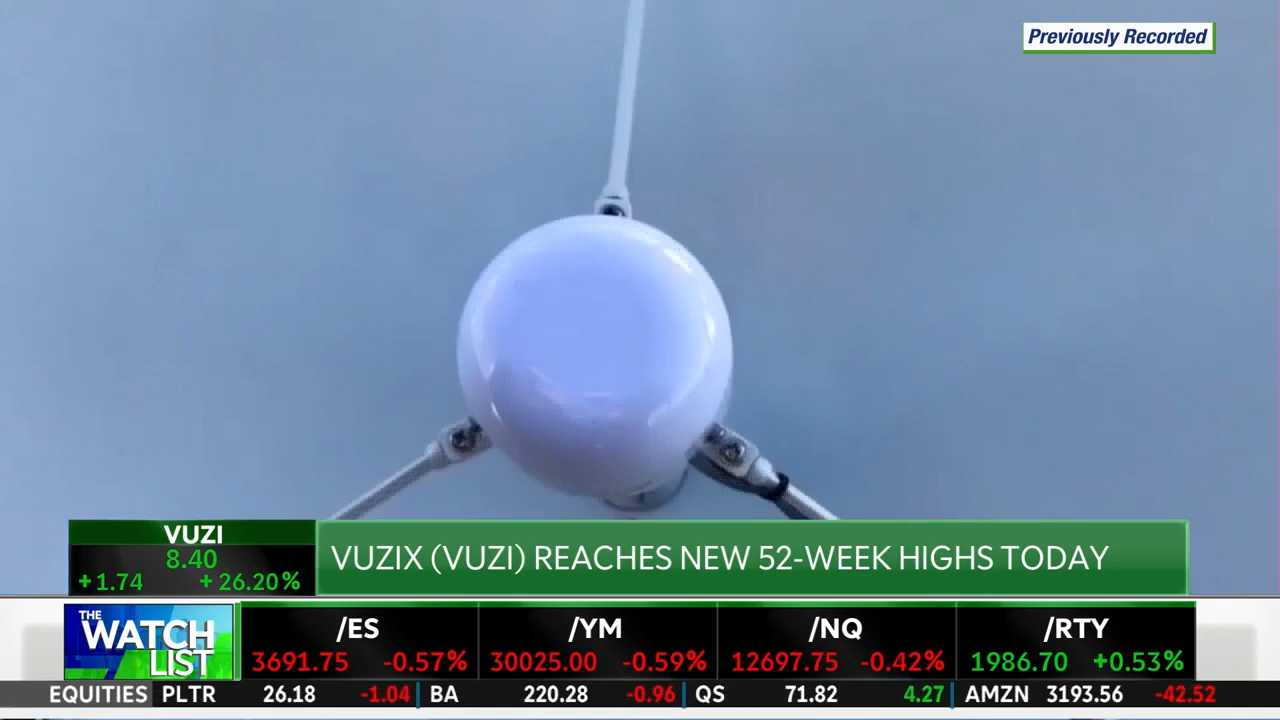 Previously Recorded
VUZI
8.40
+1.74 +26.20%
VUZIX (VUZI) REACHES NEW 52-WEEK HIGHS TODAY
THE
WATCH
LIST
/ES /YM /NQ /RTY
3691.75 -0.57% 30025.00 -0.59% 12697.75 -0.42% 1986.70 +0.53%
EQUITIES PLTR 26.18 -1.04 BA 220.28 -0.96 QS 71.82 4.27 AMZN 3193.56 -42.52